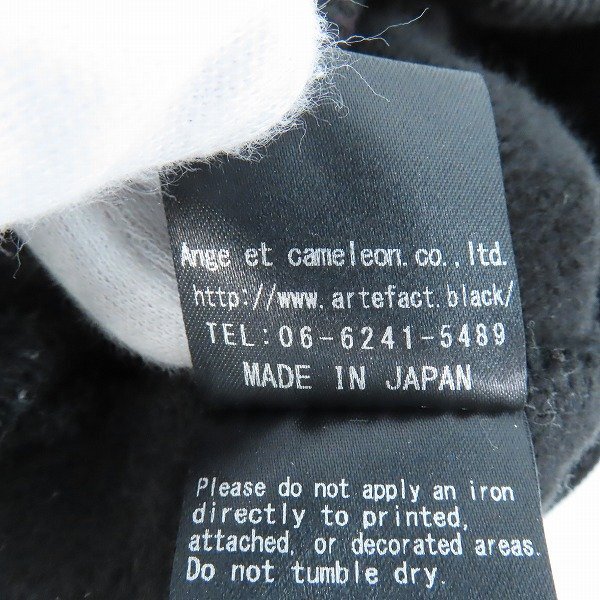 Ange et cameleon.co.,ltd.
http://www.artefact.black/
TEL:06-6241-5489
MADE IN JAPAN
Please do not apply an iron
directly to printed,
attached, or decorated areas.
Do not tumble dry.